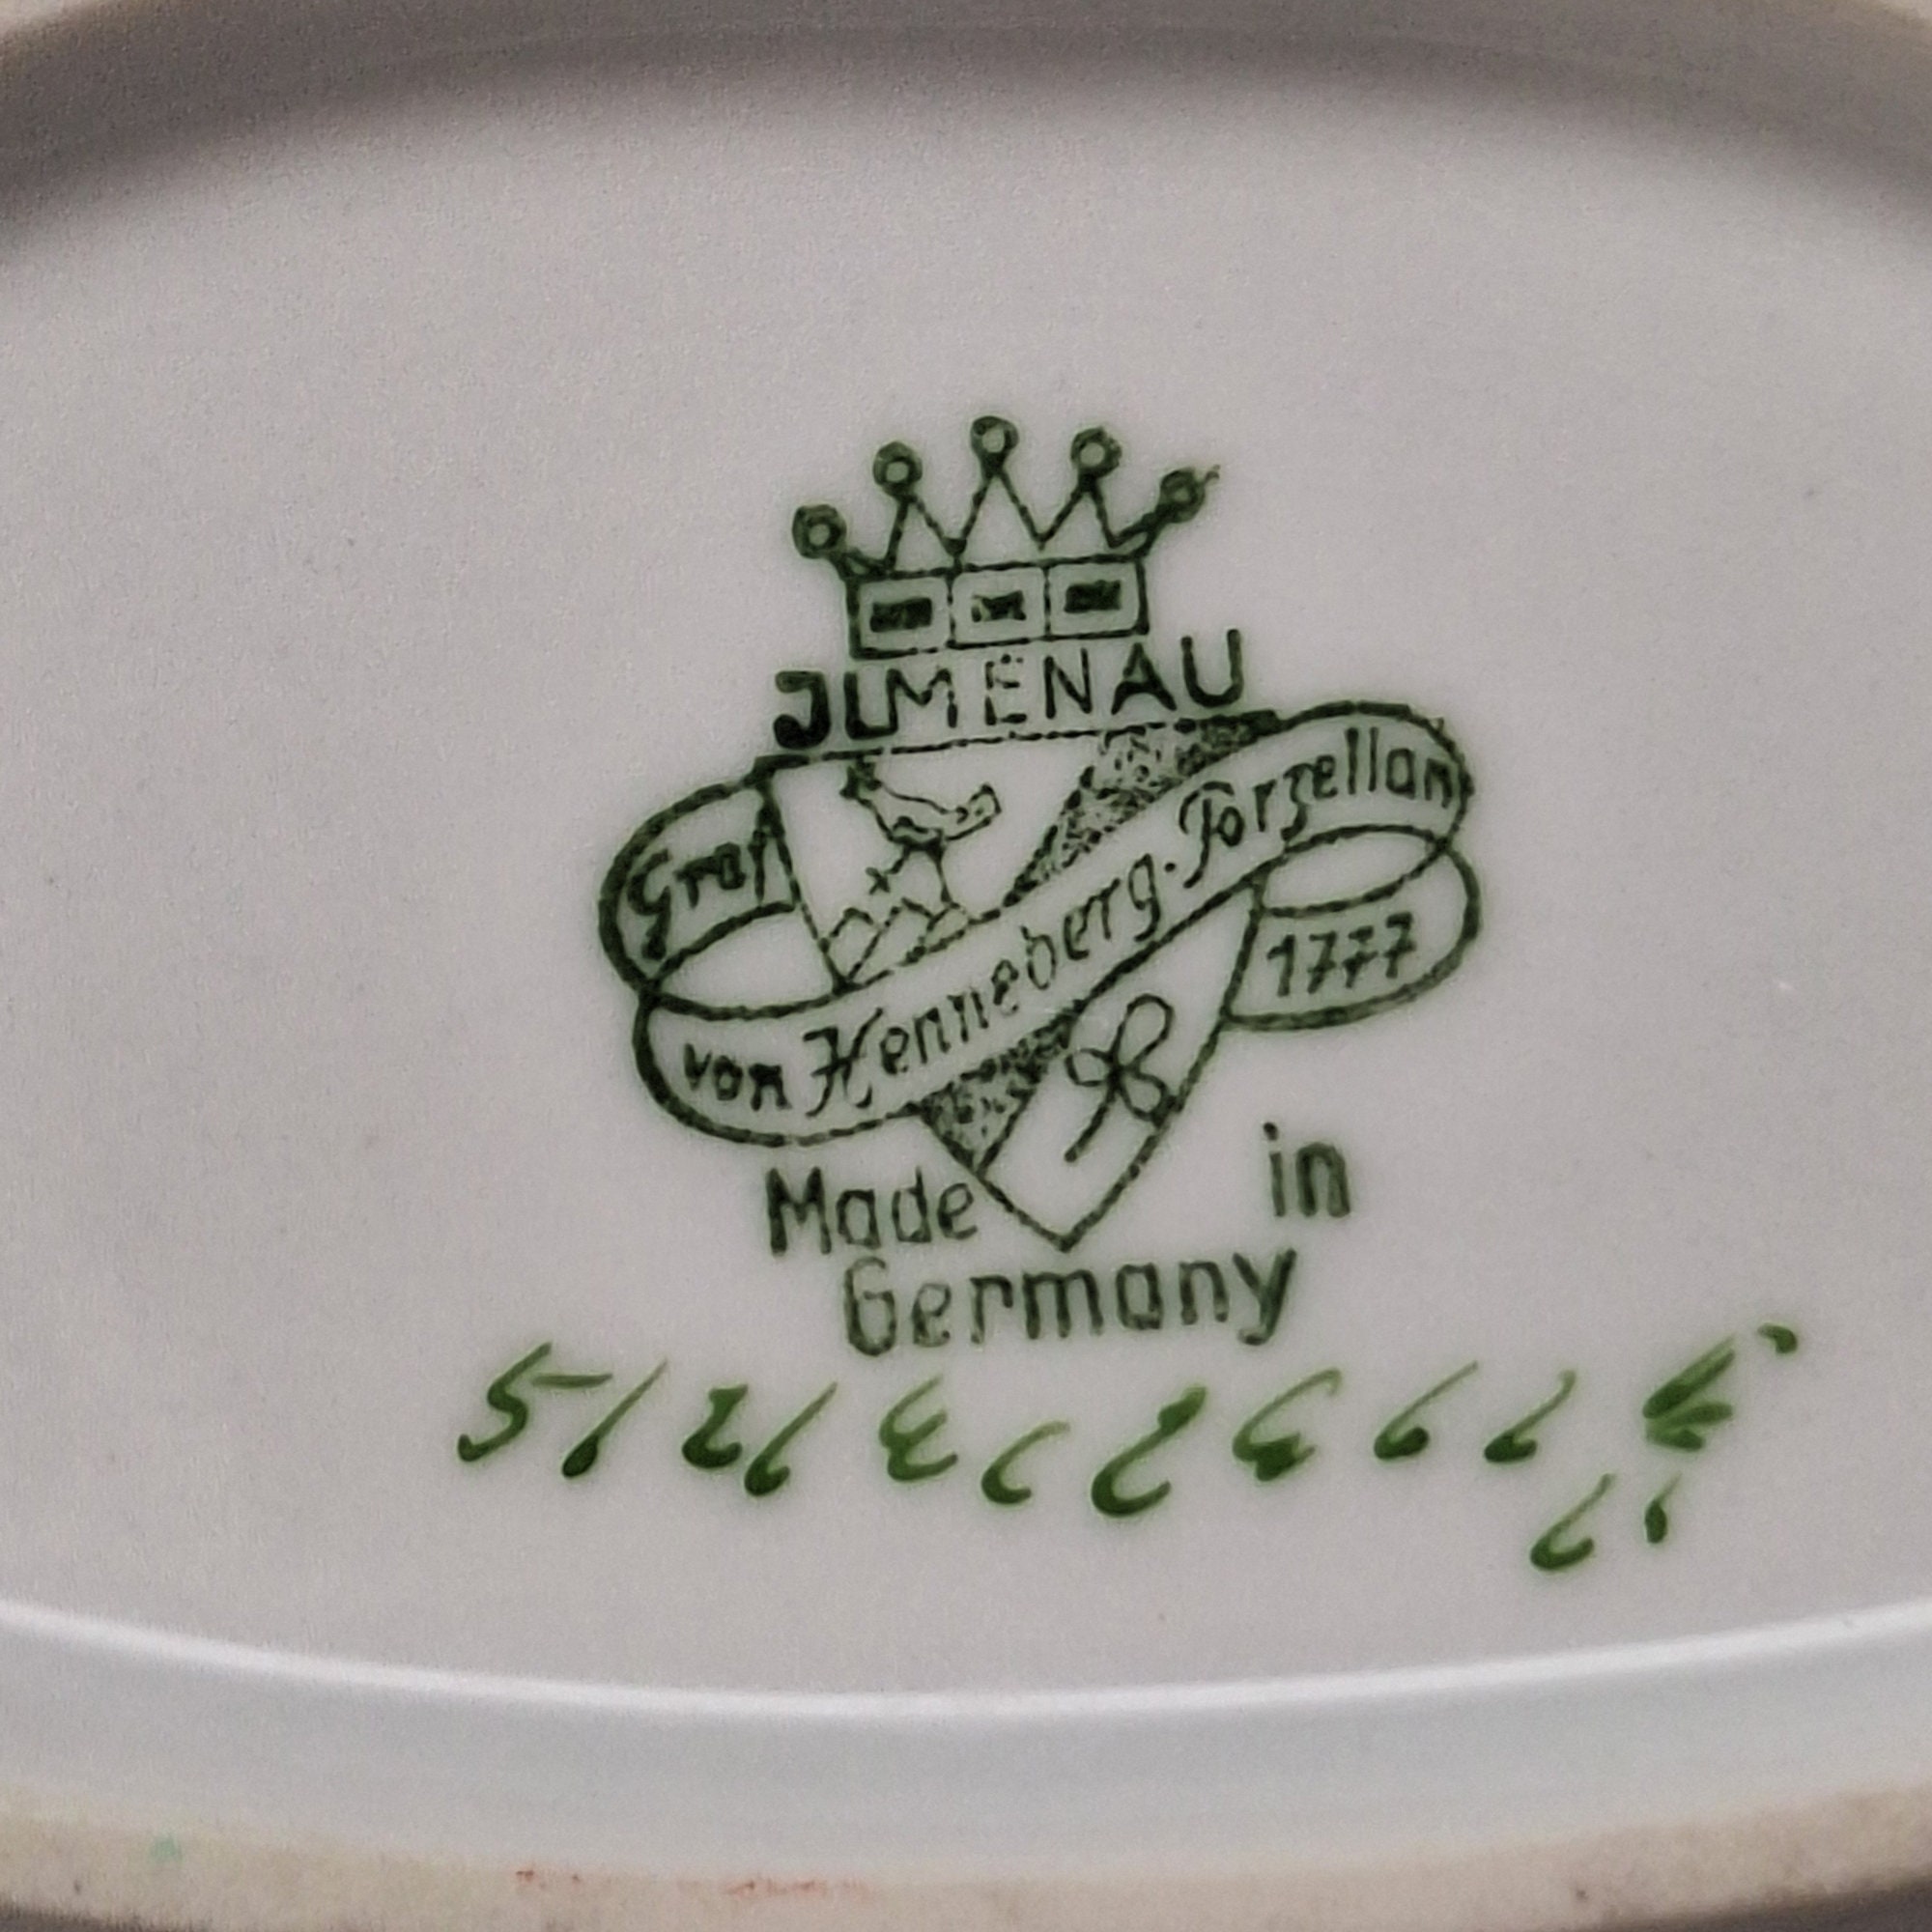 JLMENAU
Graf
von Henneberg-Porzellan
1777
Made in
Germany